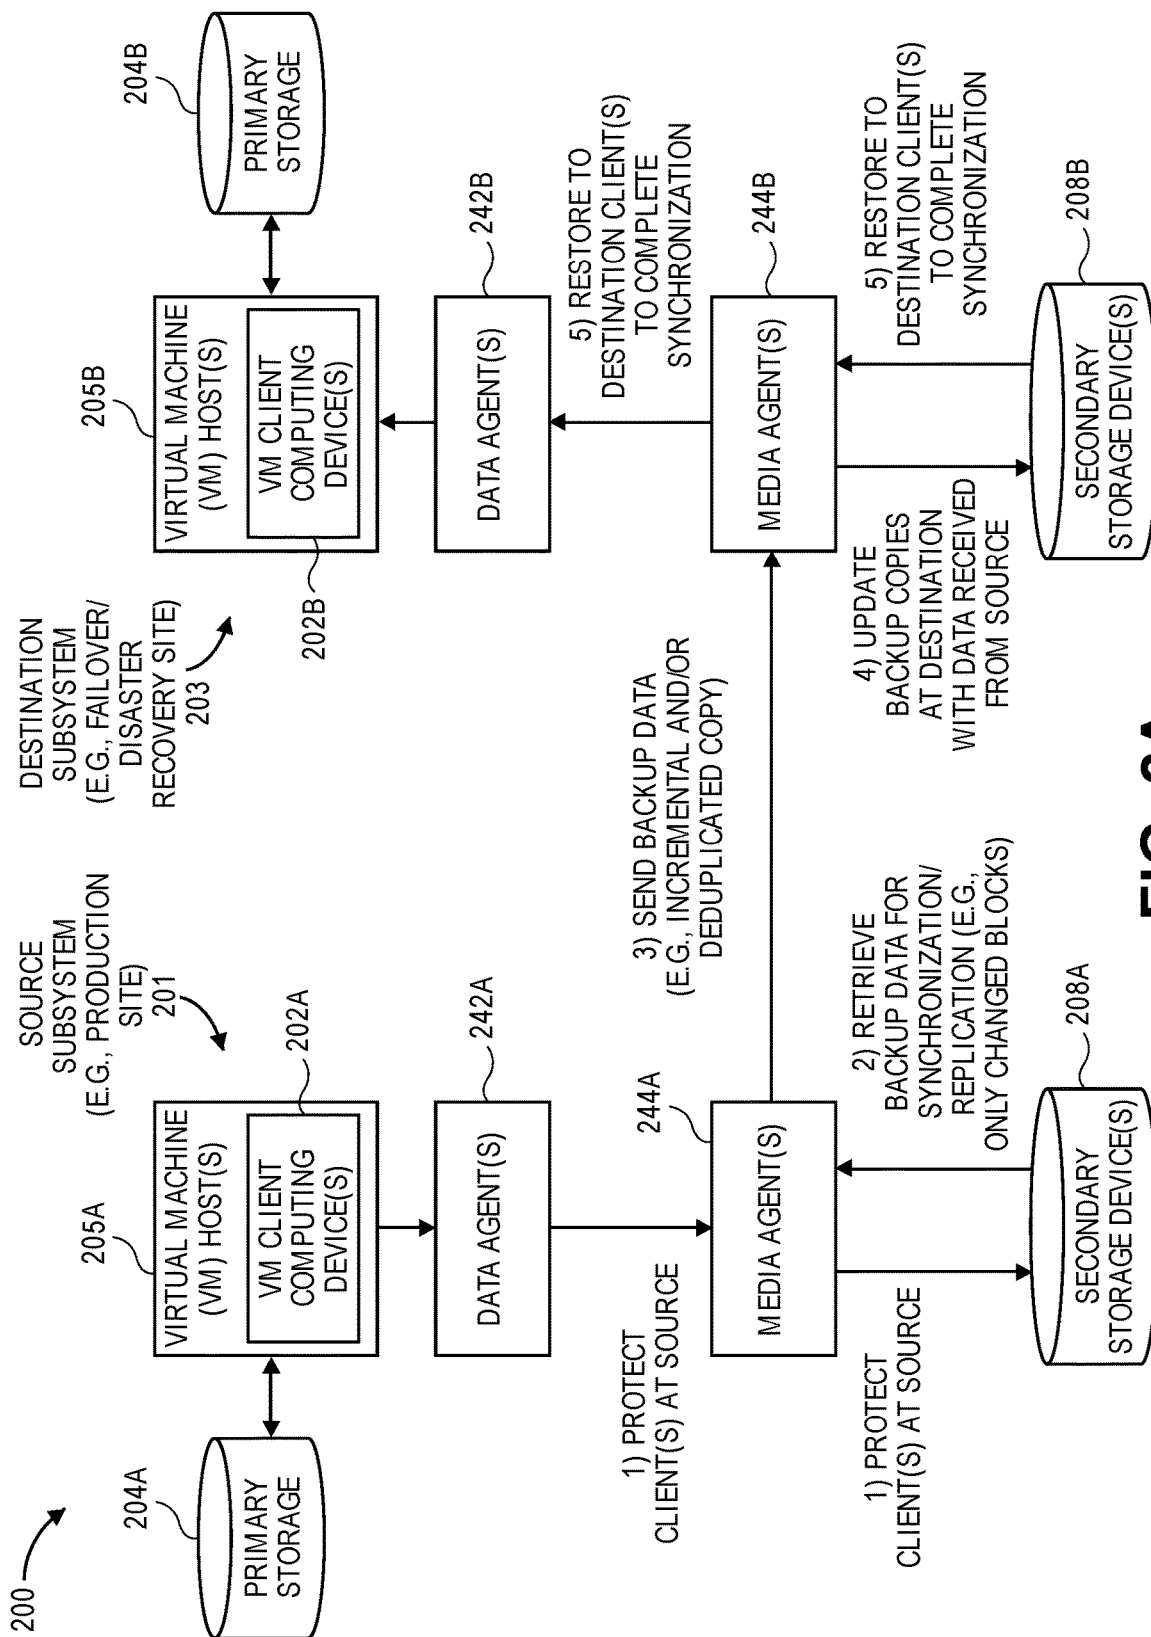 200
SOURCE
SUBSYSTEM
(E.G., PRODUCTION
SITE)
201
DESTINATION
SUBSYSTEM
(E.G., FAILOVER/
DISASTER
RECOVERY SITE)
203
204A
PRIMARY
STORAGE
205A
VIRTUAL MACHINE
(VM) HOST(S)
VM CLIENT
COMPUTING
DEVICE(S)
202A
205B
VIRTUAL MACHINE
(VM) HOST(S)
VM CLIENT
COMPUTING
DEVICE(S)
202B
204B
PRIMARY
STORAGE
DATA AGENT(S)
242A
DATA AGENT(S)
242B
1) PROTECT
CLIENT(S) AT SOURCE
5) RESTORE TO
DESTINATION CLIENT(S)
TO COMPLETE
SYNCHRONIZATION
244A
MEDIA AGENT(S)
3) SEND BACKUP DATA
(E.G., INCREMENTAL AND/OR
DEDUPLICATED COPY)
MEDIA AGENT(S)
244B
1) PROTECT
CLIENT(S) AT SOURCE
2) RETRIEVE
BACKUP DATA FOR
SYNCHRONIZATION/
REPLICATION (E.G.,
ONLY CHANGED BLOCKS)
4) UPDATE
BACKUP COPIES
AT DESTINATION
WITH DATA RECEIVED
FROM SOURCE
5) RESTORE TO
DESTINATION CLIENT(S)
TO COMPLETE
SYNCHRONIZATION
SECONDARY
STORAGE DEVICE(S)
208A
SECONDARY
STORAGE DEVICE(S)
208B
FIG. 2A